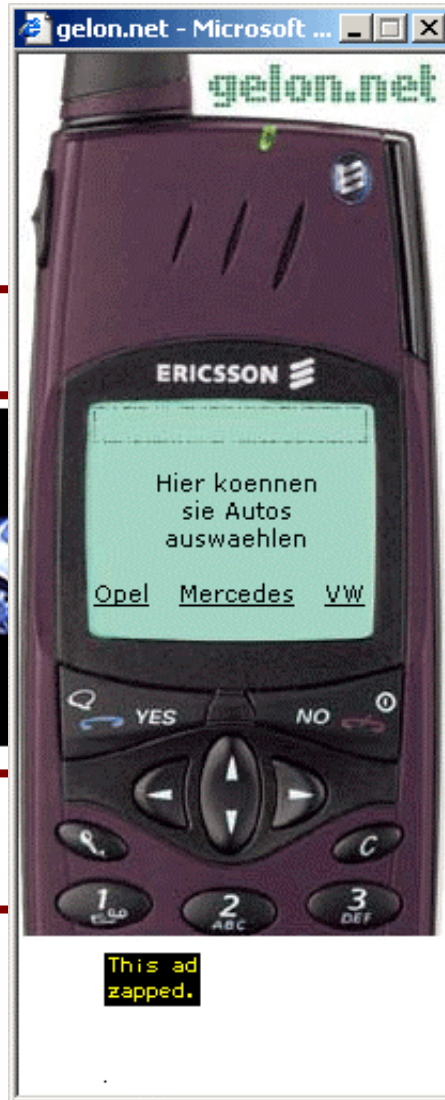 gelon.net - Microsoft ...
gelon.net
ERICSSON
Hier koennen
sie Autos
auswaehlen
Opel Mercedes VW
YES NO
C
1 2 3
ABC DEF
This ad
zapped.